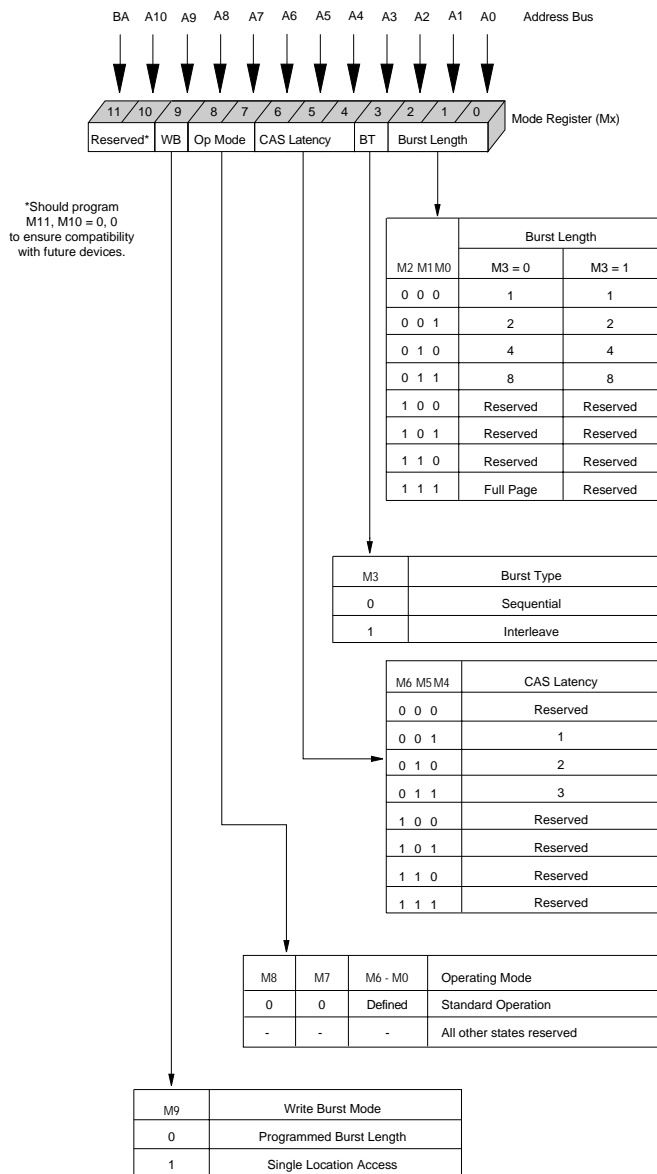 BA A10 A9 A8 A7 A6 A5 A4 A3 A2 A1 A0 Address Bus
11 10 9 8 7 6 5 4 3 2 1 0
Mode Register (Mx)
Reserved* WB Op Mode CAS Latency BT Burst Length
*Should program
M11, M10 = 0, 0
to ensure compatibility
with future devices.
Burst Length
M2 M1 M0 M3 = 0 M3 = 1
0 0 0 1 1
0 0 1 2 2
0 1 0 4 4
0 1 1 8 8
1 0 0 Reserved Reserved
1 0 1 Reserved Reserved
1 1 0 Reserved Reserved
1 1 1 Full Page Reserved
M3 Burst Type
0 Sequential
1 Interleave
M6 M5 M4 CAS Latency
0 0 0 Reserved
0 0 1 1
0 1 0 2
0 1 1 3
1 0 0 Reserved
1 0 1 Reserved
1 1 0 Reserved
1 1 1 Reserved
M8 M7 M6 - M0 Operating Mode
0 0 Defined Standard Operation
- - - All other states reserved
M9 Write Burst Mode
0 Programmed Burst Length
1 Single Location Access